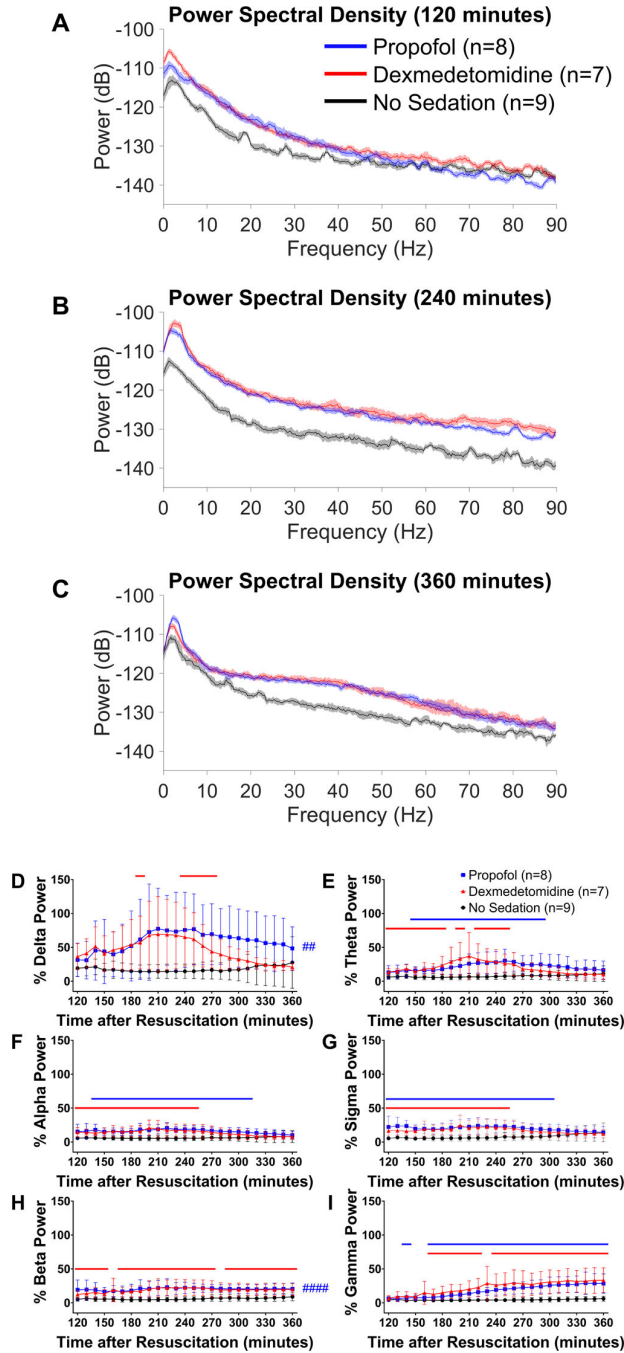 A
Power Spectral Density (120 minutes)
-100
-110
-120
-130
-140
Power (dB)
Propofol (n=8)
Dexmedetomidine (n=7)
No Sedation (n=9)
0 10 20 30 40 50 60 70 80 90
Frequency (Hz)
B
Power Spectral Density (240 minutes)
-100
-110
-120
-130
-140
Power (dB)
0 10 20 30 40 50 60 70 80 90
Frequency (Hz)
C
Power Spectral Density (360 minutes)
-100
-110
-120
-130
-140
Power (dB)
0 10 20 30 40 50 60 70 80 90
Frequency (Hz)
D
% Delta Power
150
100
50
0
##
120 150 180 210 240 270 300 330 360
Time after Resuscitation (minutes)
E
% Theta Power
150
100
50
0
Propofol (n=8)
Dexmedetomidine (n=7)
No Sedation (n=9)
120 150 180 210 240 270 300 330 360
Time after Resuscitation (minutes)
F
% Alpha Power
150
100
50
0
120 150 180 210 240 270 300 330 360
Time after Resuscitation (minutes)
G
% Sigma Power
150
100
50
0
120 150 180 210 240 270 300 330 360
Time after Resuscitation (minutes)
H
% Beta Power
150
100
50
0
####
120 150 180 210 240 270 300 330 360
Time after Resuscitation (minutes)
I
% Gamma Power
150
100
50
0
120 150 180 210 240 270 300 330 360
Time after Resuscitation (minutes)